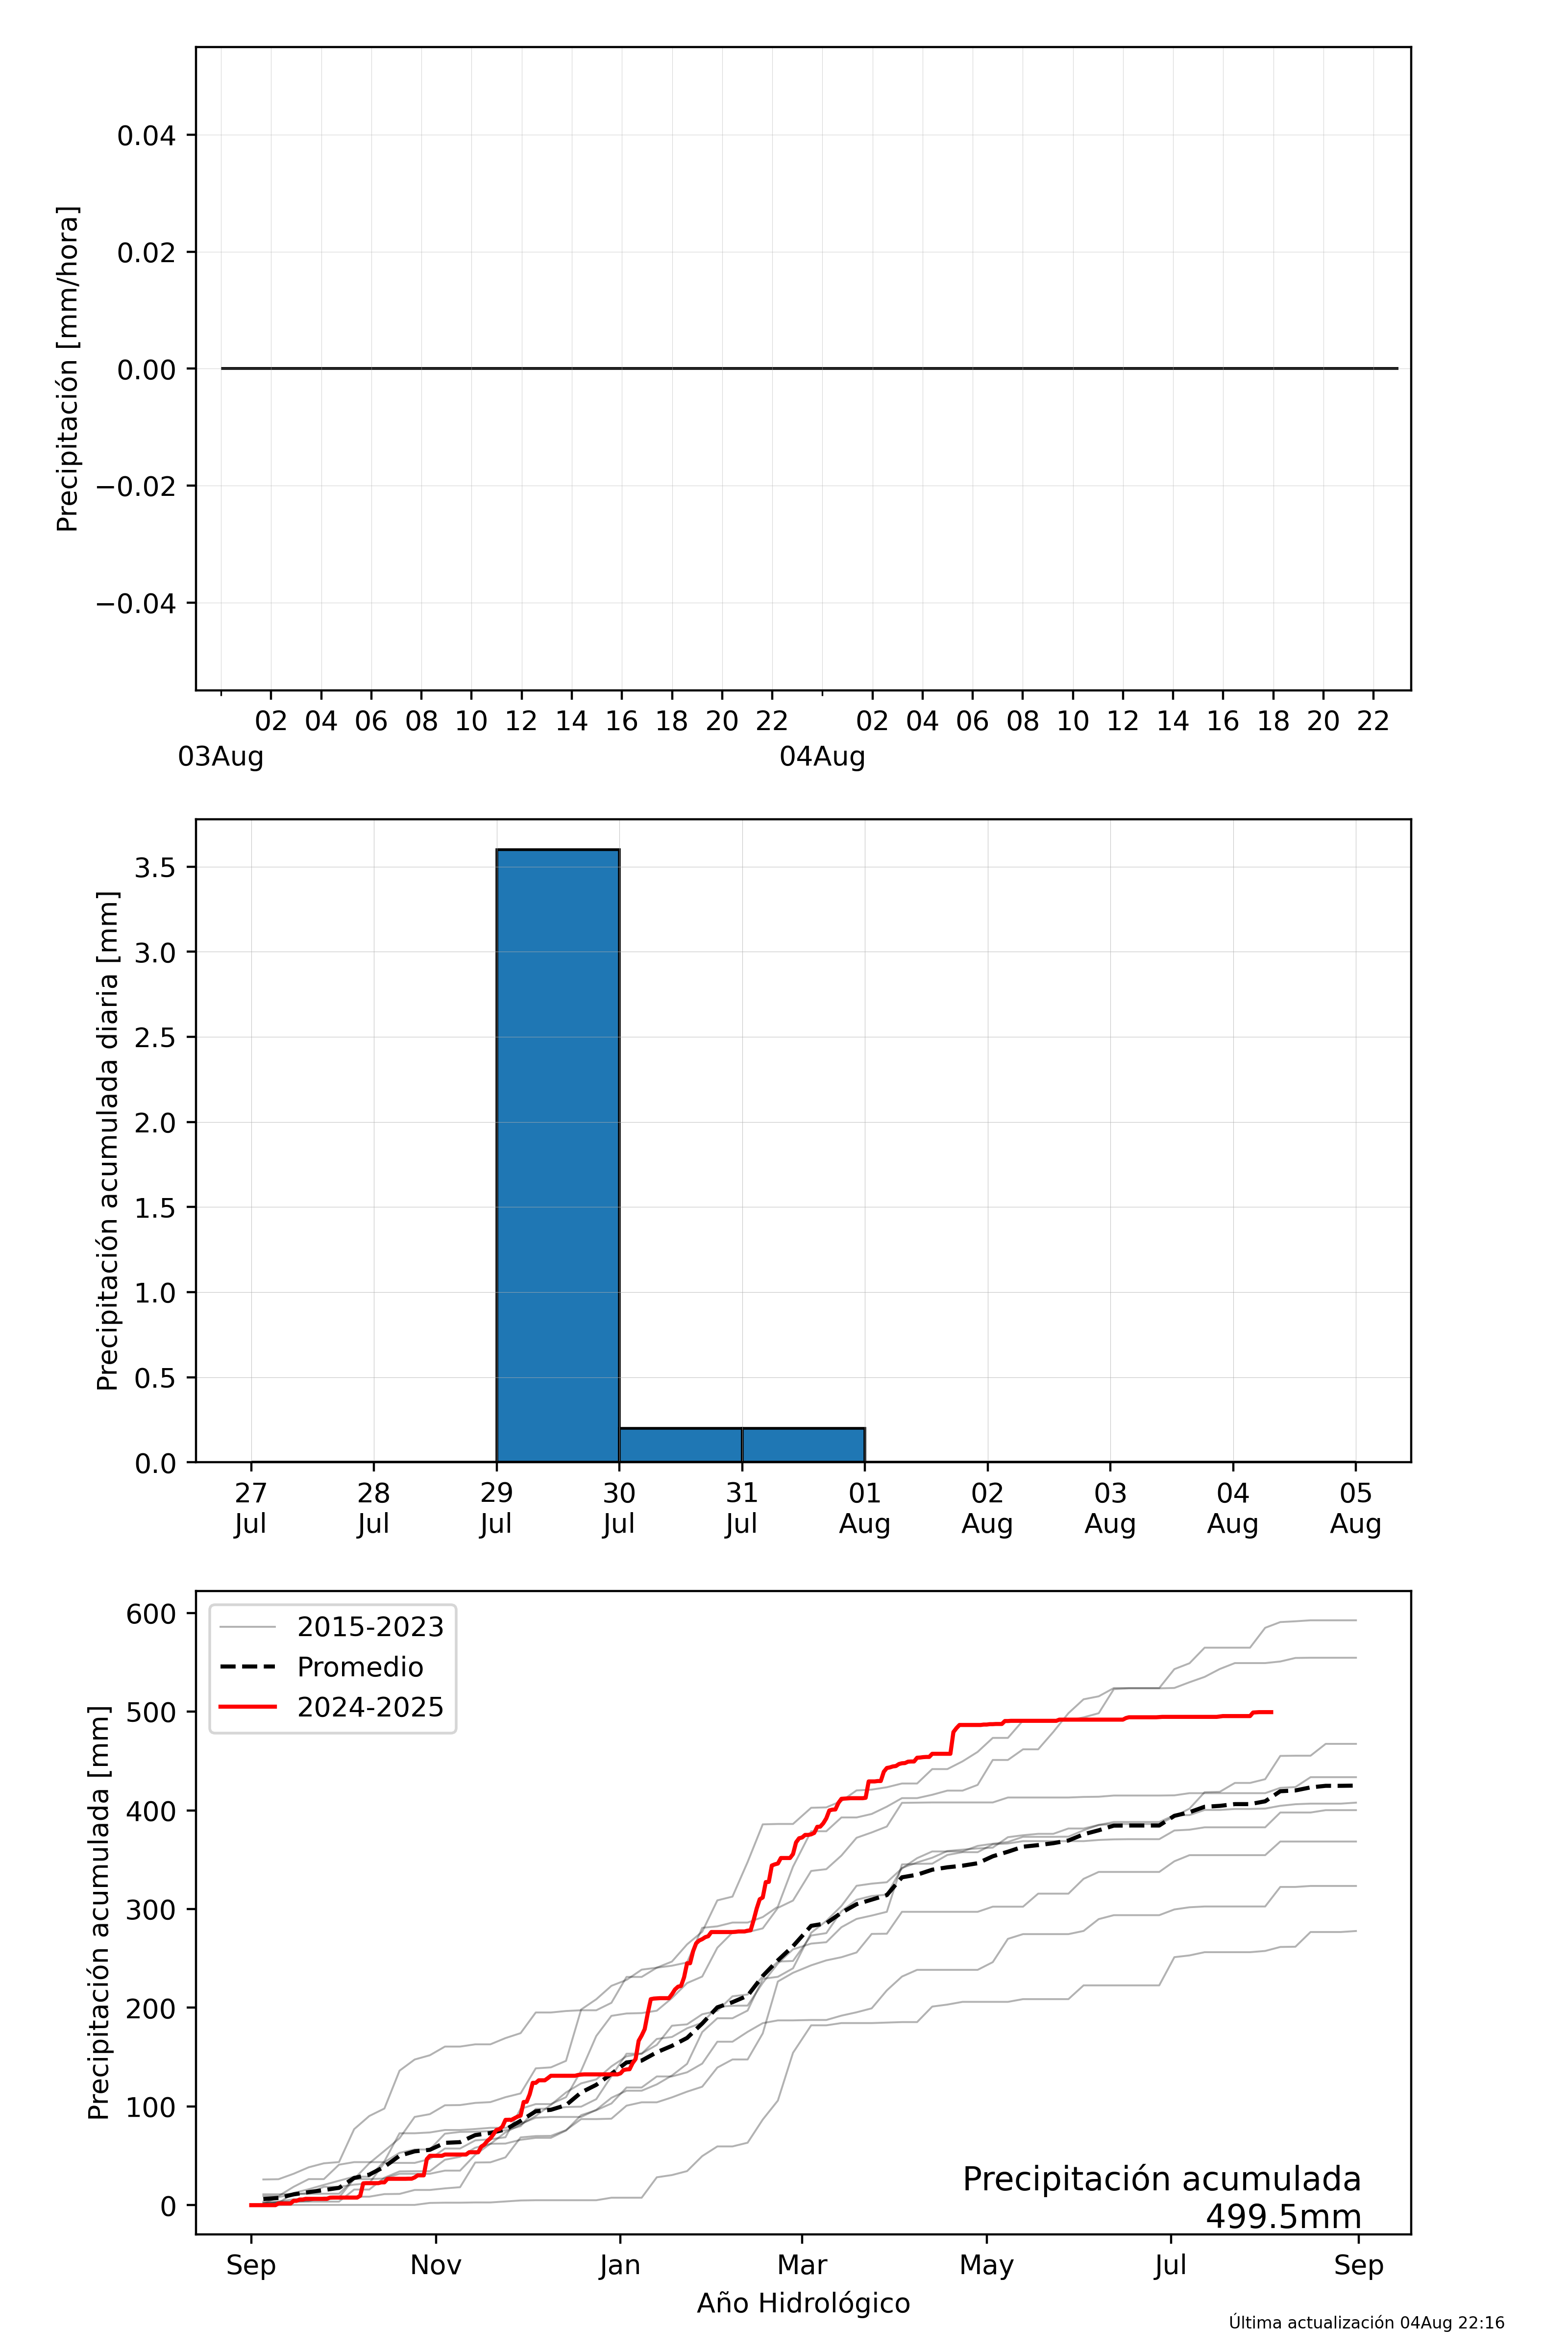 Precipitación [mm/hora]
0.04
0.02
0.00
−0.02
−0.04
02 04 06 08 10 12 14 16 18 20 22 02 04 06 08 10 12 14 16 18 20 22
03Aug 04Aug
Precipitación acumulada diaria [mm]
3.5
3.0
2.5
2.0
1.5
1.0
0.5
0.0
27 28 29 30 31 01 02 03 04 05
Jul Jul Jul Jul Jul Aug Aug Aug Aug Aug
Precipitación acumulada [mm]
600
500
400
300
200
100
0
2015-2023
Promedio
2024-2025
Precipitación acumulada
499.5mm
Sep Nov Jan Mar May Jul Sep
Año Hidrológico
Última actualización 04Aug 22:16